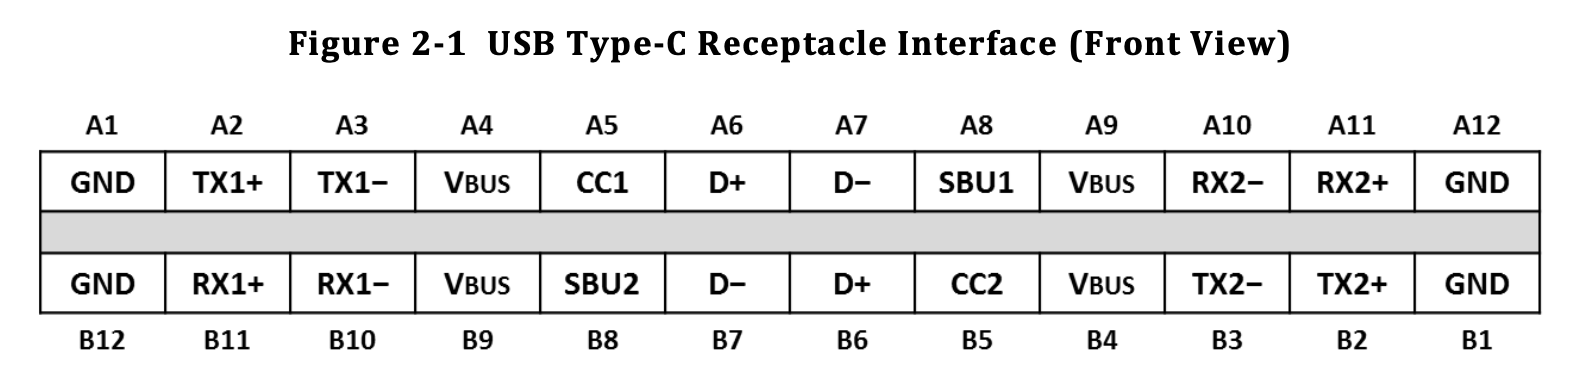 Figure 2-1 USB Type-C Receptacle Interface (Front View)
A1 A2 A3 A4 A5 A6 A7 A8 A9 A10 A11 A12
GND TX1+ TX1− VBUS CC1 D+ D− SBU1 VBUS RX2− RX2+ GND
GND RX1+ RX1− VBUS SBU2 D− D+ CC2 VBUS TX2− TX2+ GND
B12 B11 B10 B9 B8 B7 B6 B5 B4 B3 B2 B1